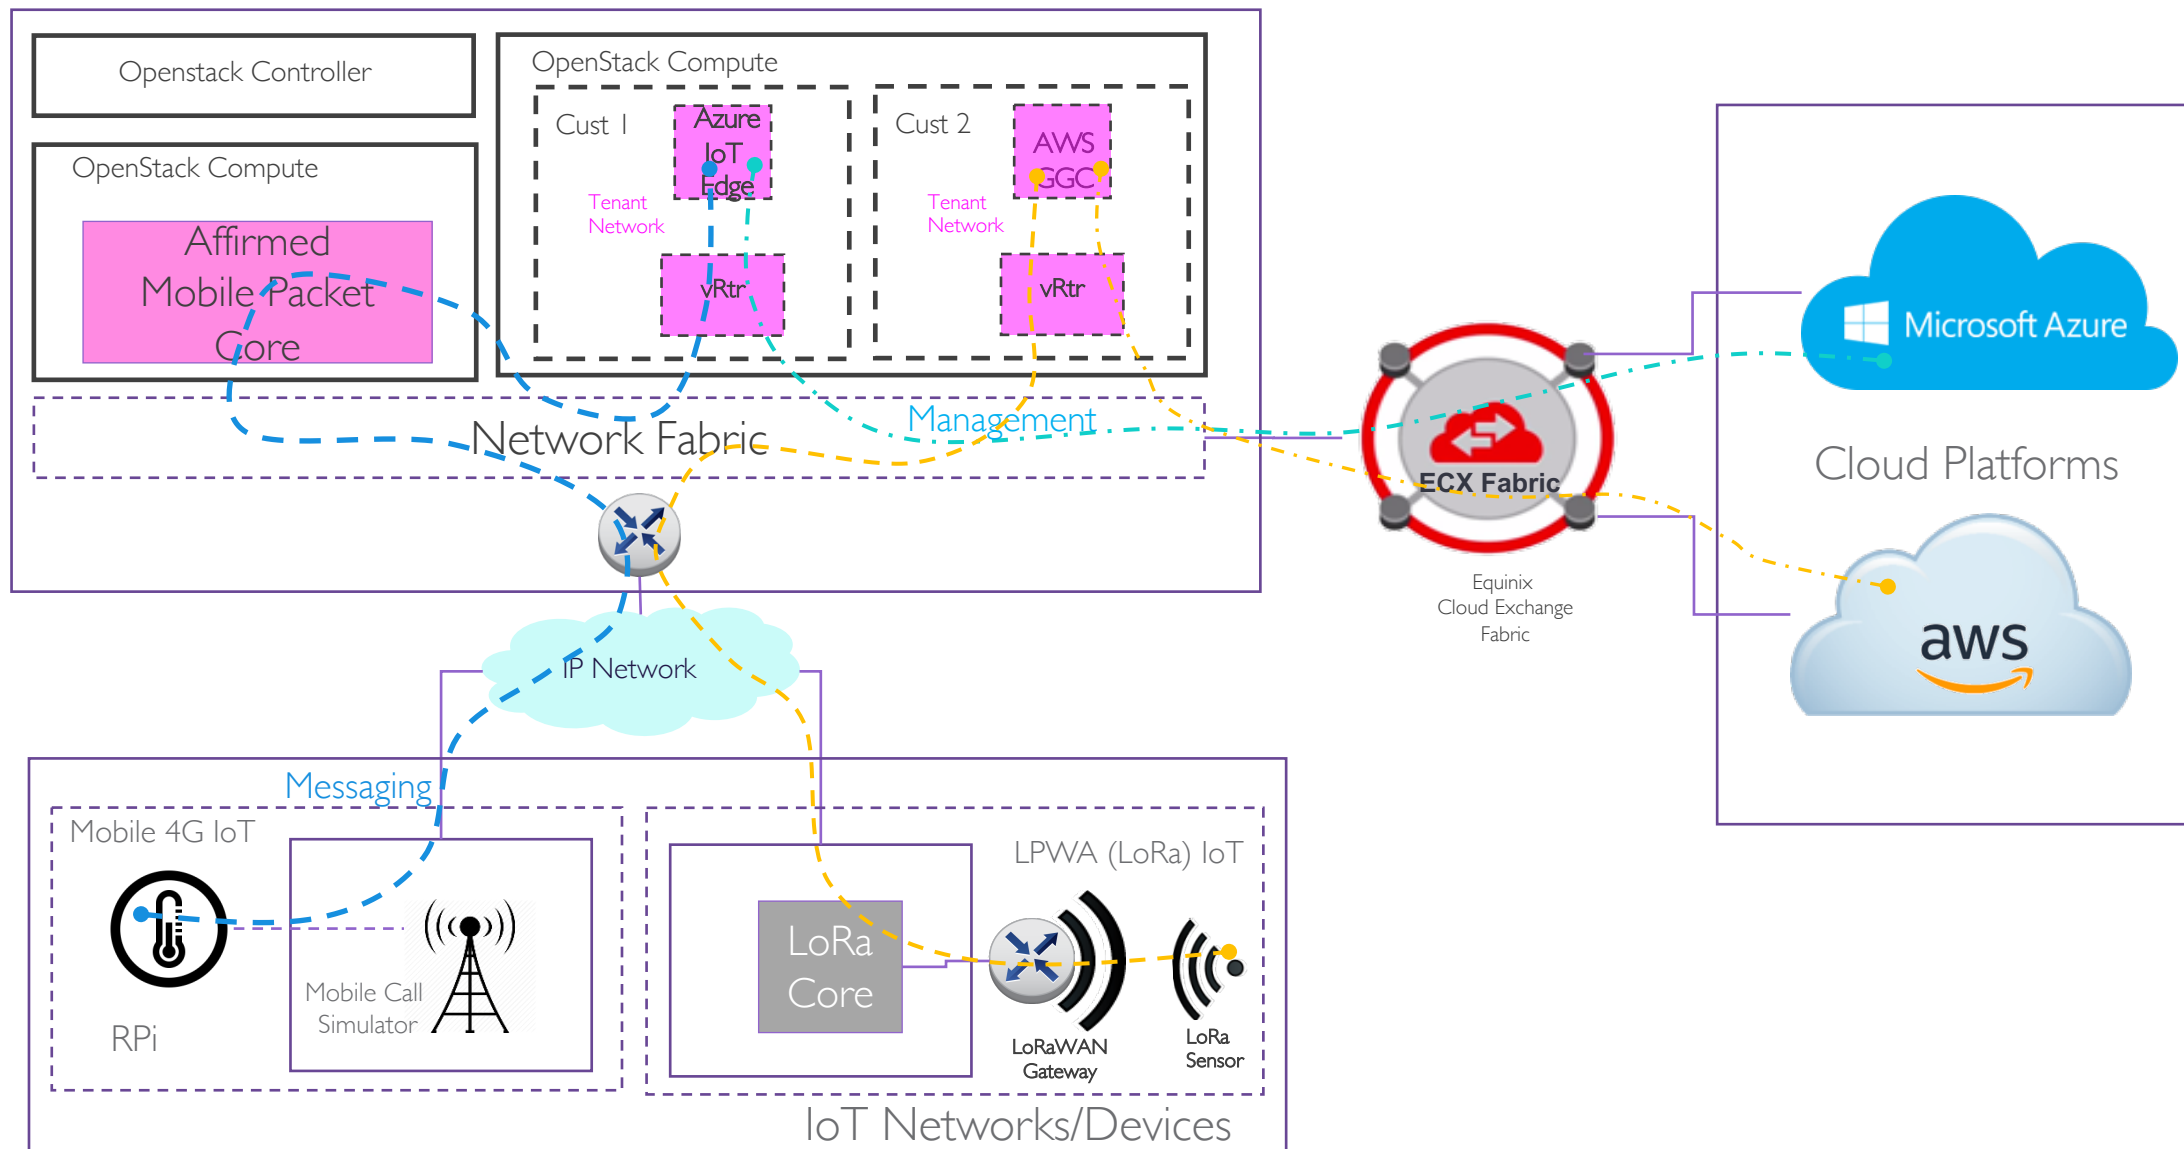 Openstack Controller
OpenStack Compute
Affirmed
Mobile Packet
Core
OpenStack Compute
Cust 1
Azure
IoT
Edge
Tenant
Network
vRtr
Cust 2
AWS
GGC
Tenant
Network
vRtr
Management
Network Fabric
ECX Fabric
Equinix
Cloud Exchange
Fabric
Microsoft Azure
Cloud Platforms
aws
IP Network
Messaging
Mobile 4G IoT
RPi
Mobile Call
Simulator
LPWA (LoRa) IoT
LoRa
Core
LoRaWAN
Gateway
LoRa
Sensor
IoT Networks/Devices